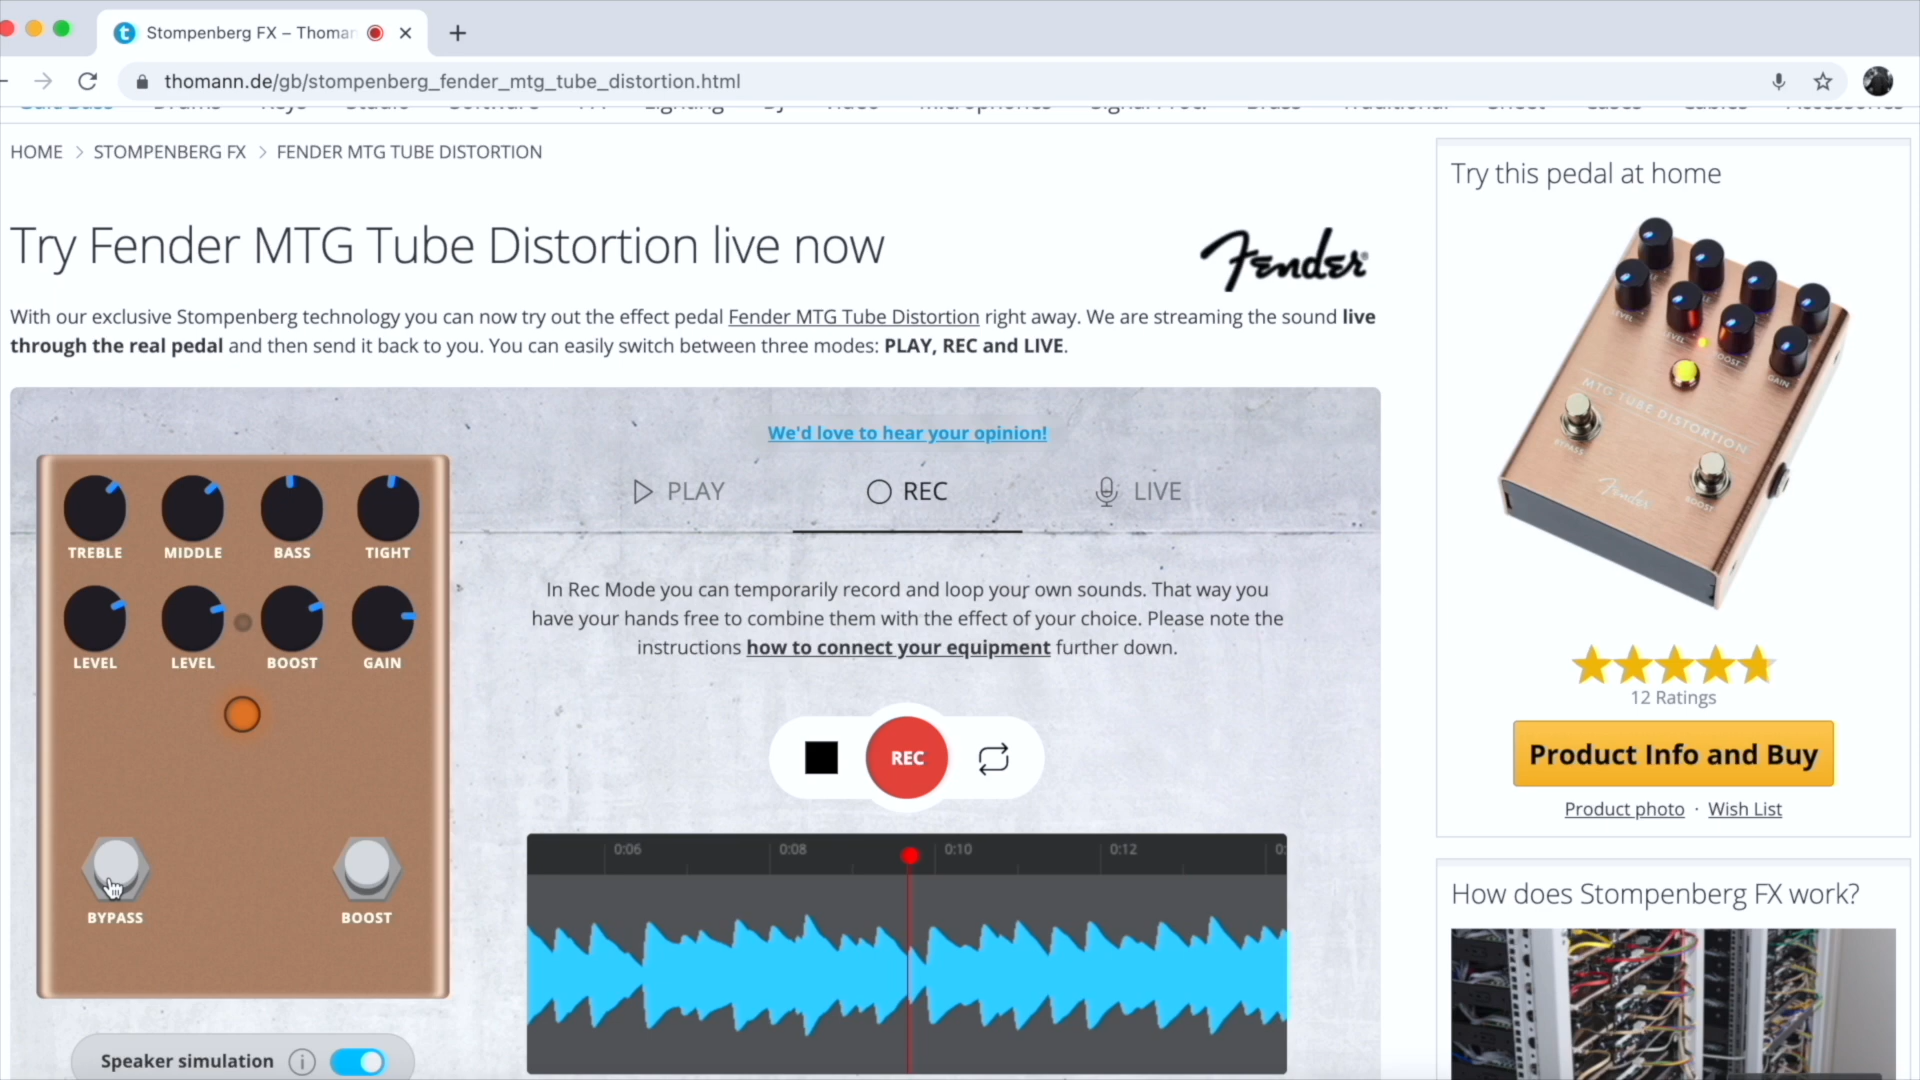 Stompenberg FX – Thoman
thomann.de/gb/stompenberg_fender_mtg_tube_distortion.html
HOME > STOMPENBERG FX > FENDER MTG TUBE DISTORTION
Try Fender MTG Tube Distortion live now
Fender
With our exclusive Stompenberg technology you can now try out the effect pedal Fender MTG Tube Distortion right away. We are streaming the sound live
through the real pedal and then send it back to you. You can easily switch between three modes: PLAY, REC and LIVE.
We'd love to hear your opinion!
PLAY REC LIVE
In Rec Mode you can temporarily record and loop your own sounds. That way you
have your hands free to combine them with the effect of your choice. Please note the
instructions how to connect your equipment further down.
REC
0:06 0:08 0:10 0:12
TREBLE MIDDLE BASS TIGHT
LEVEL LEVEL BOOST GAIN
BYPASS BOOST
Speaker simulation
Try this pedal at home
LEVEL
LEVEL
BOOST
GAIN
MTG TUBE DISTORTION
BYPASS
BOOST
Fender
12 Ratings
Product Info and Buy
Product photo · Wish List
How does Stompenberg FX work?